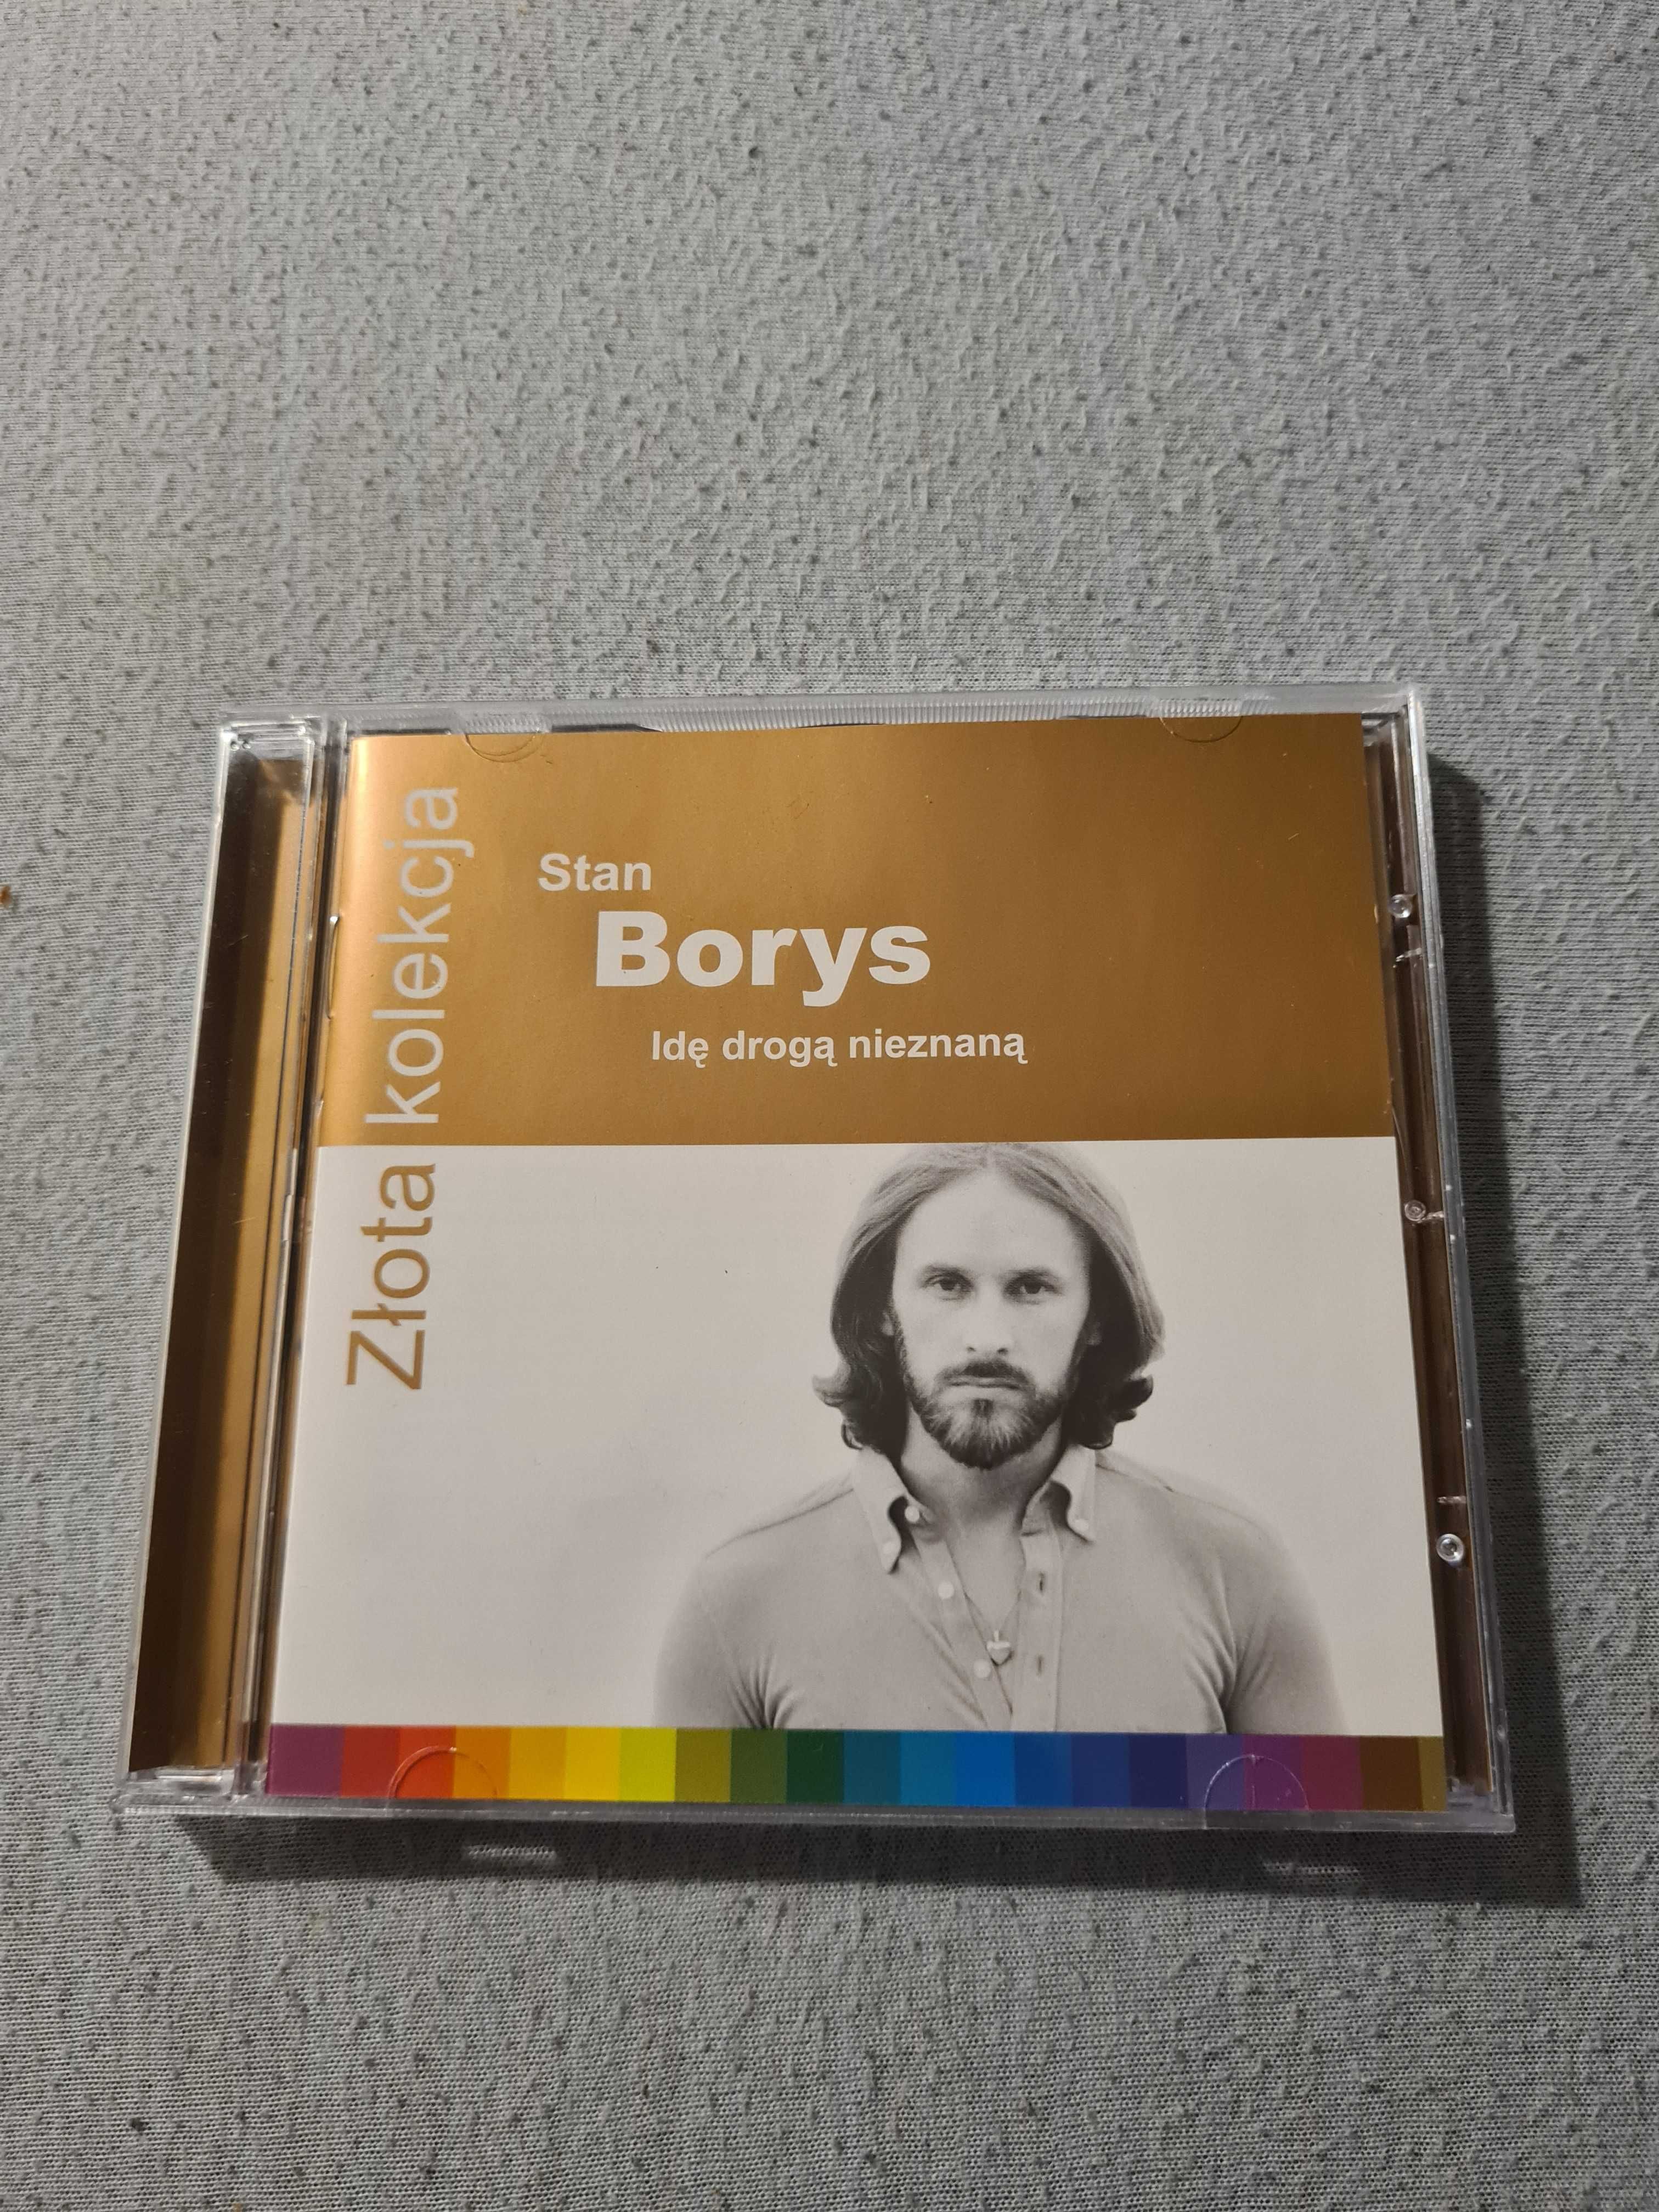 Złota kolekcja
Stan
Borys
Idę drogą nieznaną